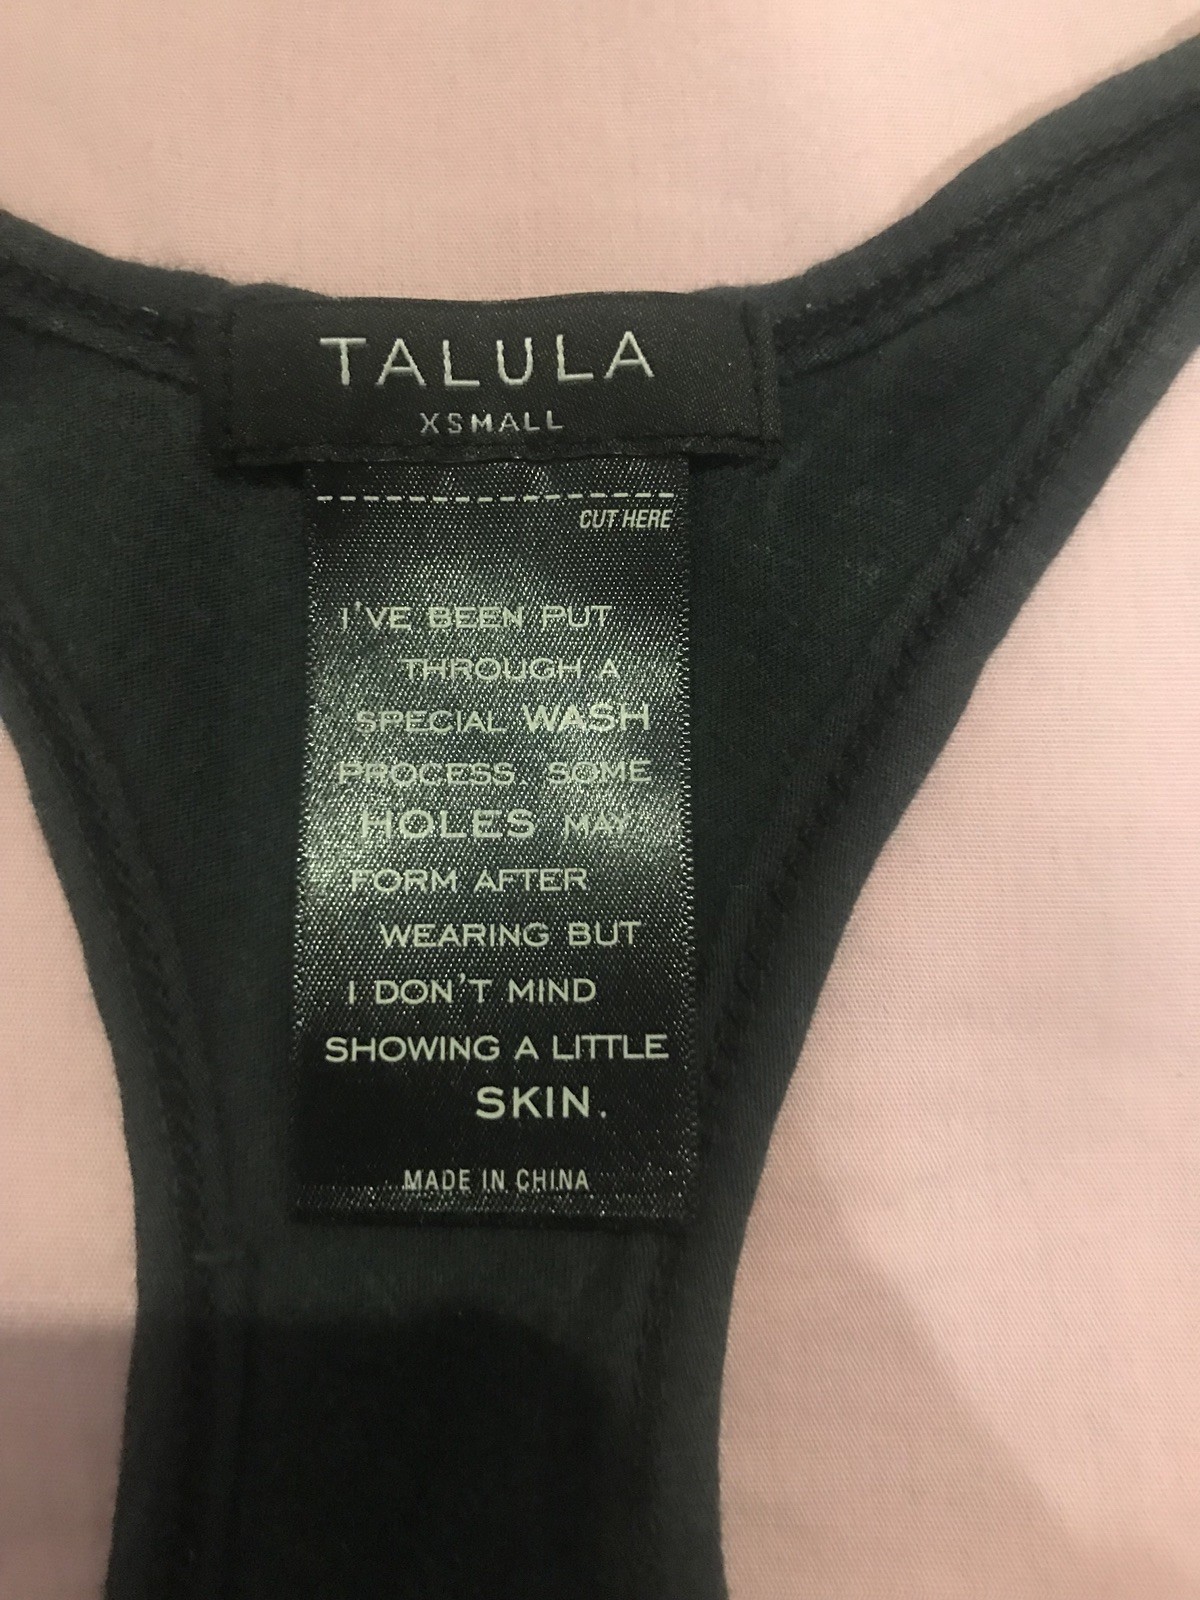 TALULA
XSMALL
CUT HERE
I'VE BEEN PUT
THROUGH A
SPECIAL WASH
PROCESS SOME
HOLES MAY
FORM AFTER
WEARING BUT
I DON'T MIND
SHOWING A LITTLE
SKIN.
MADE IN CHINA